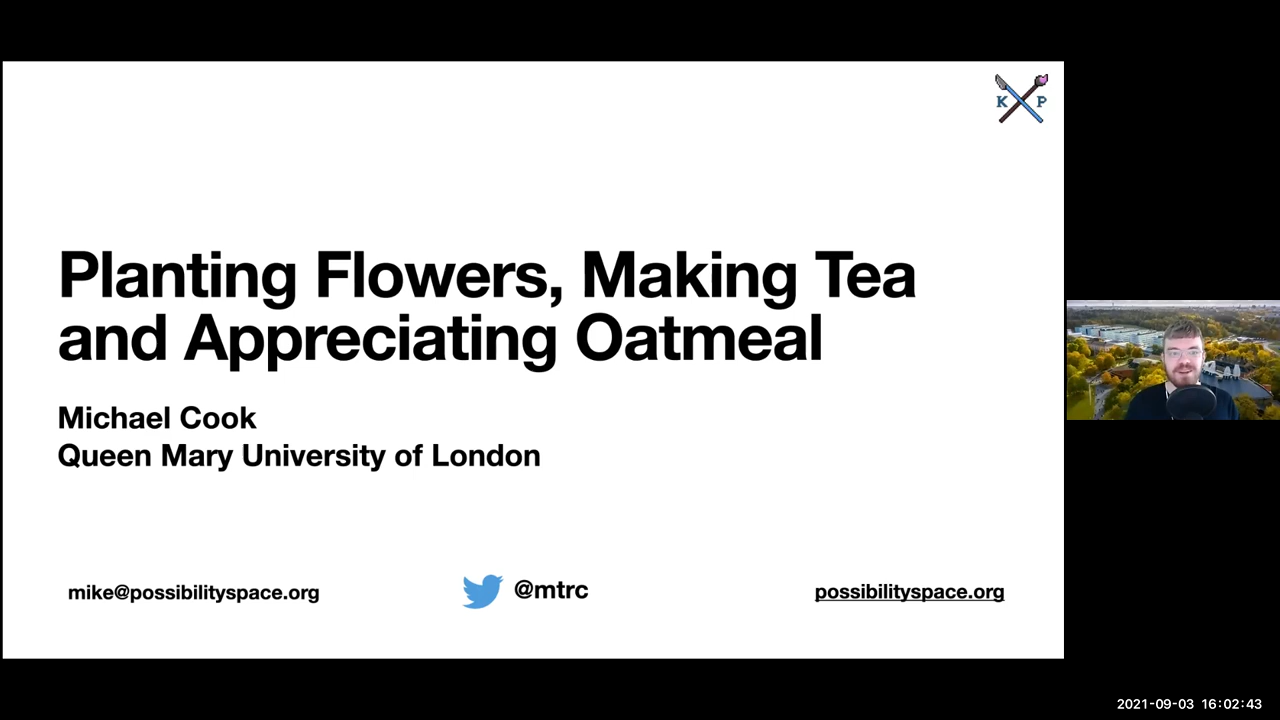 K P
Planting Flowers, Making Tea
and Appreciating Oatmeal
Michael Cook
Queen Mary University of London
mike@possibilityspace.org
@mtrc
possibilityspace.org
2021-09-03 16:02:43